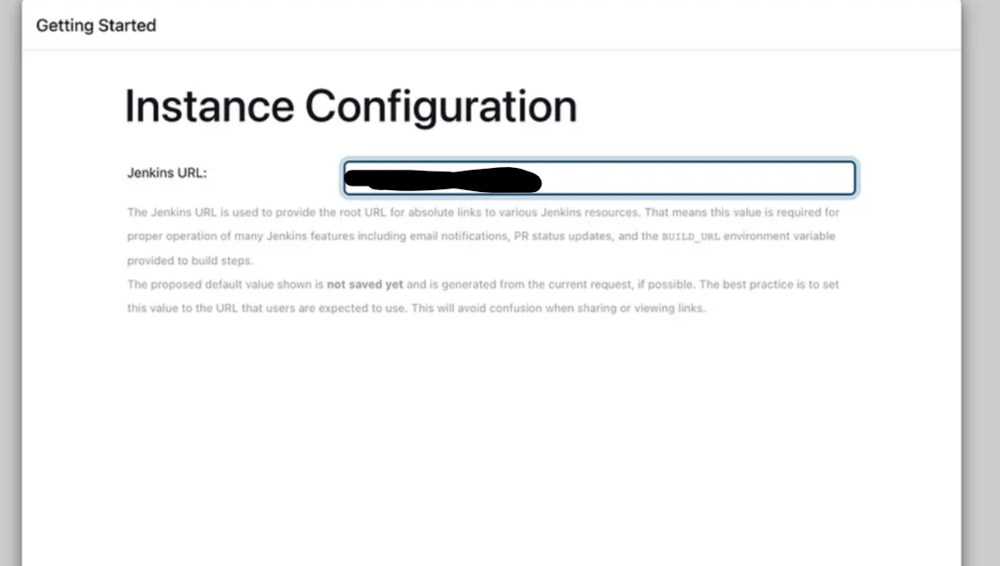 Getting Started
Instance Configuration
Jenkins URL:
The Jenkins URL is used to provide the root URL for absolute links to various Jenkins resources. That means this value is required for
proper operation of many Jenkins features including email notifications, PR status updates, and the BUILD_URL environment variable
provided to build steps.
The proposed default value shown is not saved yet and is generated from the current request, if possible. The best practice is to set
this value to the URL that users are expected to use. This will avoid confusion when sharing or viewing links.